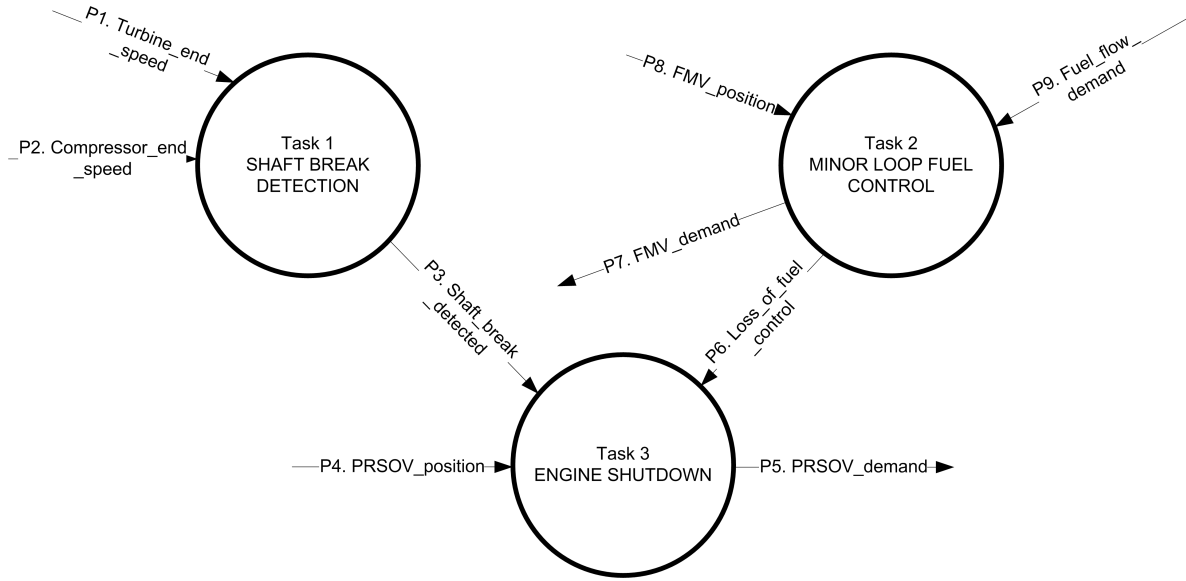 P1. Turbine_end
_speed
P2. Compressor_end
_speed
Task 1
SHAFT BREAK
DETECTION
P8. FMV_position
P9. Fuel_flow_
demand
Task 2
MINOR LOOP FUEL
CONTROL
P7. FMV_demand
P3. Shaft_break
_detected
P6. Loss_of_fuel
_control
P4. PRSOV_position
Task 3
ENGINE SHUTDOWN
P5. PRSOV_demand